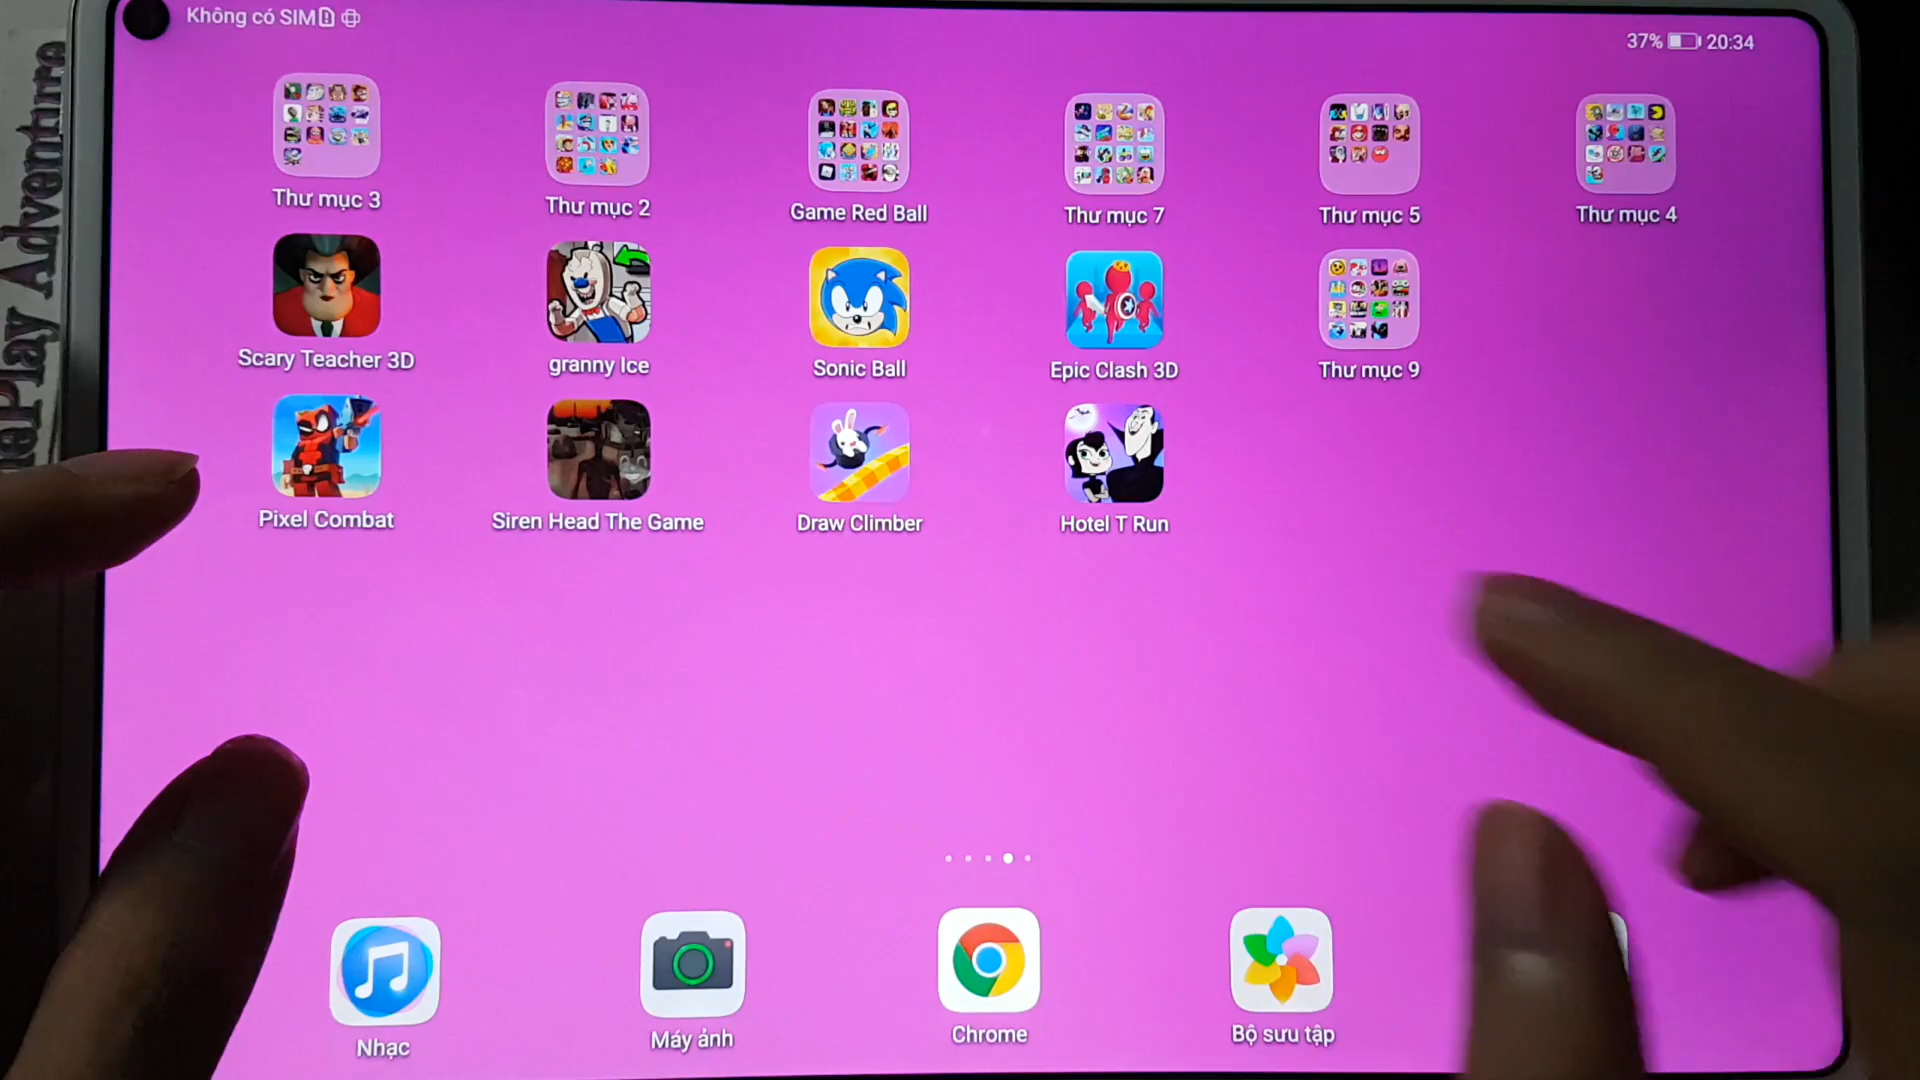 Không có SIM
37% 20:34
Thư mục 3
Thư mục 2
Game Red Ball
Thư mục 7
Thư mục 5
Thư mục 4
Scary Teacher 3D
granny Ice
Sonic Ball
Epic Clash 3D
Thư mục 9
Pixel Combat
Siren Head The Game
Draw Climber
Hotel T Run
Nhạc
Máy ảnh
Chrome
Bộ sưu tập
Play Adventure